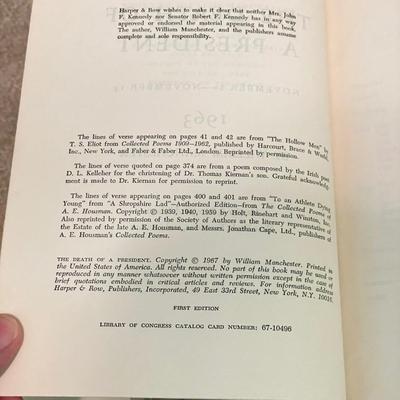 Harper & Row wishes to make it clear that neither Mrs. John
F. Kennedy nor Senator Robert F. Kennedy has in any way
approved or endorsed the material appearing in this book.
The author, William Manchester, and the publishers assume
complete and sole responsibility.
A PRESIDENT
1963
The lines of verse appearing on pages 41 and 42 are from "The Hollow Men" by
T. S. Eliot from Collected Poems 1909–1962, published by Harcourt, Brace & World,
Inc., New York, and Faber & Faber Ltd., London. Reprinted by permission.
The lines of verse quoted on page 374 are from a poem composed by the Irish poet
D. L. Kelleher for the christening of Dr. Thomas Kiernan's son. Grateful acknowledg-
ment is made to Dr. Kiernan for permission to reprint.
The lines of verse appearing on pages 400 and 401 are from "To an Athlete Dying
Young" from "A Shropshire Lad"—Authorized Edition—from The Collected Poems of
A. E. Housman. Copyright © 1939, 1940, 1959 by Holt, Rinehart and Winston, Inc.
Also reprinted by permission of the Society of Authors as the literary representative of
the Estate of the late A. E. Housman, and Messrs. Jonathan Cape, Ltd., publishers of
A. E. Housman's Collected Poems.
THE DEATH OF A PRESIDENT. Copyright © 1967 by William Manchester. Printed in
the United States of America. All rights reserved. No part of this book may be used or
reproduced in any manner whatsoever without written permission except in the case of
brief quotations embodied in critical articles and reviews. For information address
Harper & Row, Publishers, Incorporated, 49 East 33rd Street, New York, N.Y. 10016.
FIRST EDITION
LIBRARY OF CONGRESS CATALOG CARD NUMBER: 67-10496